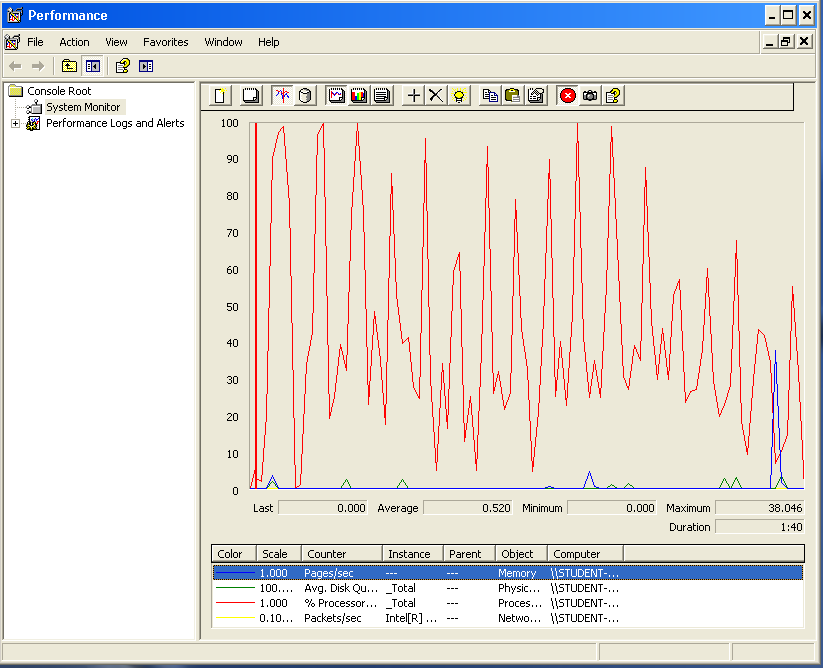 Performance
File Action View Favorites Window Help
Console Root
System Monitor
Performance Logs and Alerts
100
90
80
70
60
50
40
30
20
10
0
Last 0.000 Average 0.520 Minimum 0.000 Maximum 38.046
Duration 1:40
Color Scale Counter Instance Parent Object Computer
1.000 Pages/sec --- --- Memory \\STUDENT-...
100.... Avg. Disk Qu... _Total --- Physic... \\STUDENT-...
1.000 % Processor... _Total --- Proces... \\STUDENT-...
0.10... Packets/sec Intel[R] ... --- Netwo... \\STUDENT-...